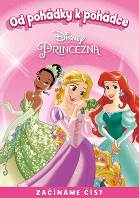 Od pohádky k pohádce
Disney
PRINCEZNA
ZAČÍNÁME ČÍST